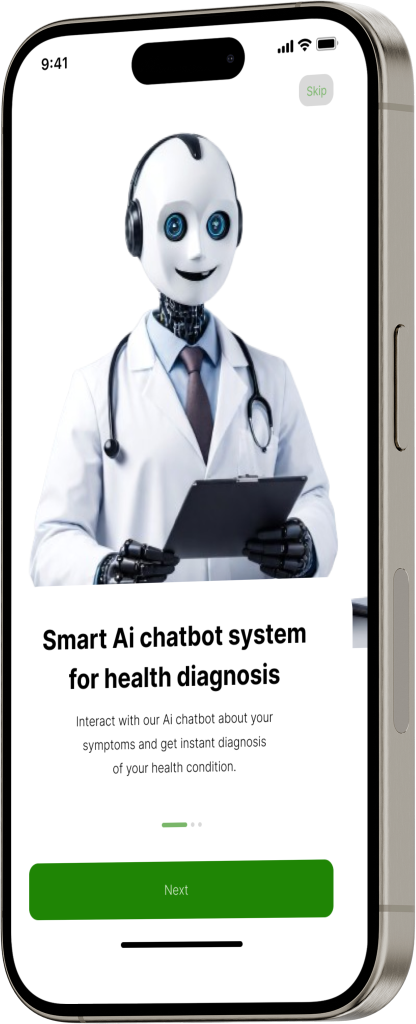 9:41
Skip
Smart Ai chatbot system
for health diagnosis
Interact with our Ai chatbot about your
symptoms and get instant diagnosis
of your health condition.
Next